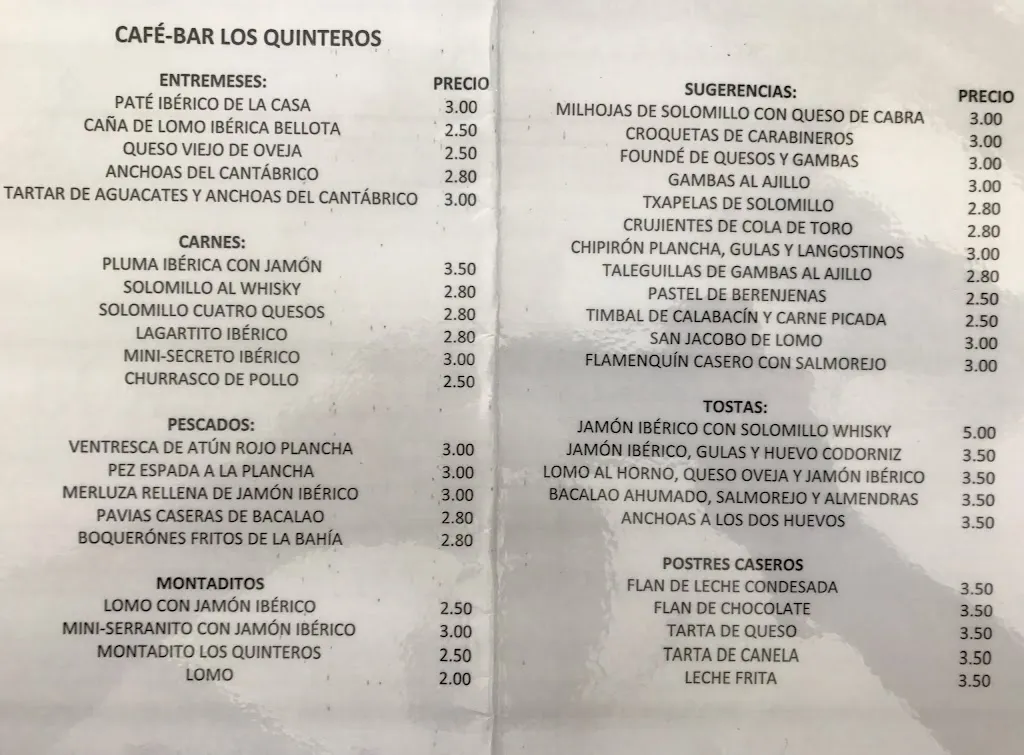 CAFÉ-BAR LOS QUINTEROS
ENTREMESES: PRECIO
PATÉ IBÉRICO DE LA CASA 3.00
CAÑA DE LOMO IBÉRICA BELLOTA 2.50
QUESO VIEJO DE OVEJA 2.50
ANCHOAS DEL CANTÁBRICO 2.80
TARTAR DE AGUACATES Y ANCHOAS DEL CANTÁBRICO 3.00
CARNES:
PLUMA IBÉRICA CON JAMÓN 3.50
SOLOMILLO AL WHISKY 2.80
SOLOMILLO CUATRO QUESOS 2.80
LAGARTITO IBÉRICO 2.80
MINI-SECRETO IBÉRICO 3.00
CHURRASCO DE POLLO 2.50
PESCADOS:
VENTRESCA DE ATÚN ROJO PLANCHA 3.00
PEZ ESPADA A LA PLANCHA 3.00
MERLUZA RELLENA DE JAMÓN IBÉRICO 3.00
PAVIAS CASERAS DE BACALAO 2.80
BOQUERÓNES FRITOS DE LA BAHÍA 2.80
MONTADITOS
LOMO CON JAMÓN IBÉRICO 2.50
MINI-SERRANITO CON JAMÓN IBÉRICO 3.00
MONTADITO LOS QUINTEROS 2.50
LOMO 2.00
SUGERENCIAS: PRECIO
MILHOJAS DE SOLOMILLO CON QUESO DE CABRA 3.00
CROQUETAS DE CARABINEROS 3.00
FOUNDÉ DE QUESOS Y GAMBAS 3.00
GAMBAS AL AJILLO 3.00
TXAPELAS DE SOLOMILLO 2.80
CRUJIENTES DE COLA DE TORO 2.80
CHIPIRÓN PLANCHA, GULAS Y LANGOSTINOS 3.00
TALEGUILLAS DE GAMBAS AL AJILLO 2.80
PASTEL DE BERENJENAS 2.50
TIMBAL DE CALABACÍN Y CARNE PICADA 2.50
SAN JACOBO DE LOMO 3.00
FLAMENQUÍN CASERO CON SALMOREJO 3.00
TOSTAS:
JAMÓN IBÉRICO CON SOLOMILLO WHISKY 5.00
JAMÓN IBÉRICO, GULAS Y HUEVO CODORNIZ 3.50
LOMO AL HORNO, QUESO OVEJA Y JAMÓN IBÉRICO 3.50
BACALAO AHUMADO, SALMOREJO Y ALMENDRAS 3.50
ANCHOAS A LOS DOS HUEVOS 3.50
POSTRES CASEROS
FLAN DE LECHE CONDESADA 3.50
FLAN DE CHOCOLATE 3.50
TARTA DE QUESO 3.50
TARTA DE CANELA 3.50
LECHE FRITA 3.50